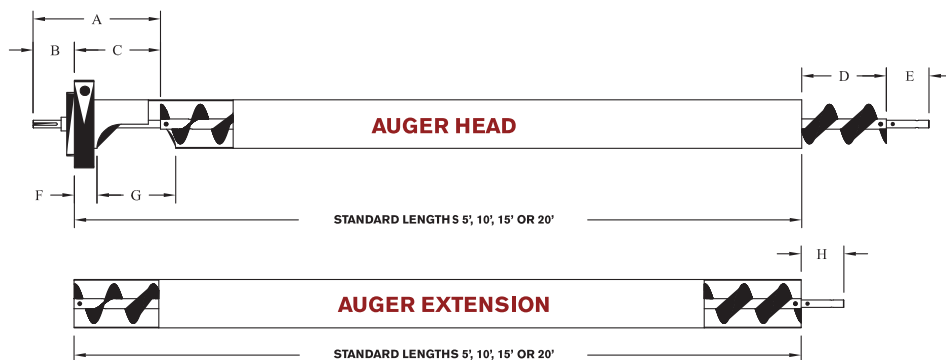 A
B C
D E
AUGER HEAD
F G
STANDARD LENGTHS 5', 10', 15' OR 20'
H
AUGER EXTENSION
STANDARD LENGTHS 5', 10', 15' OR 20'